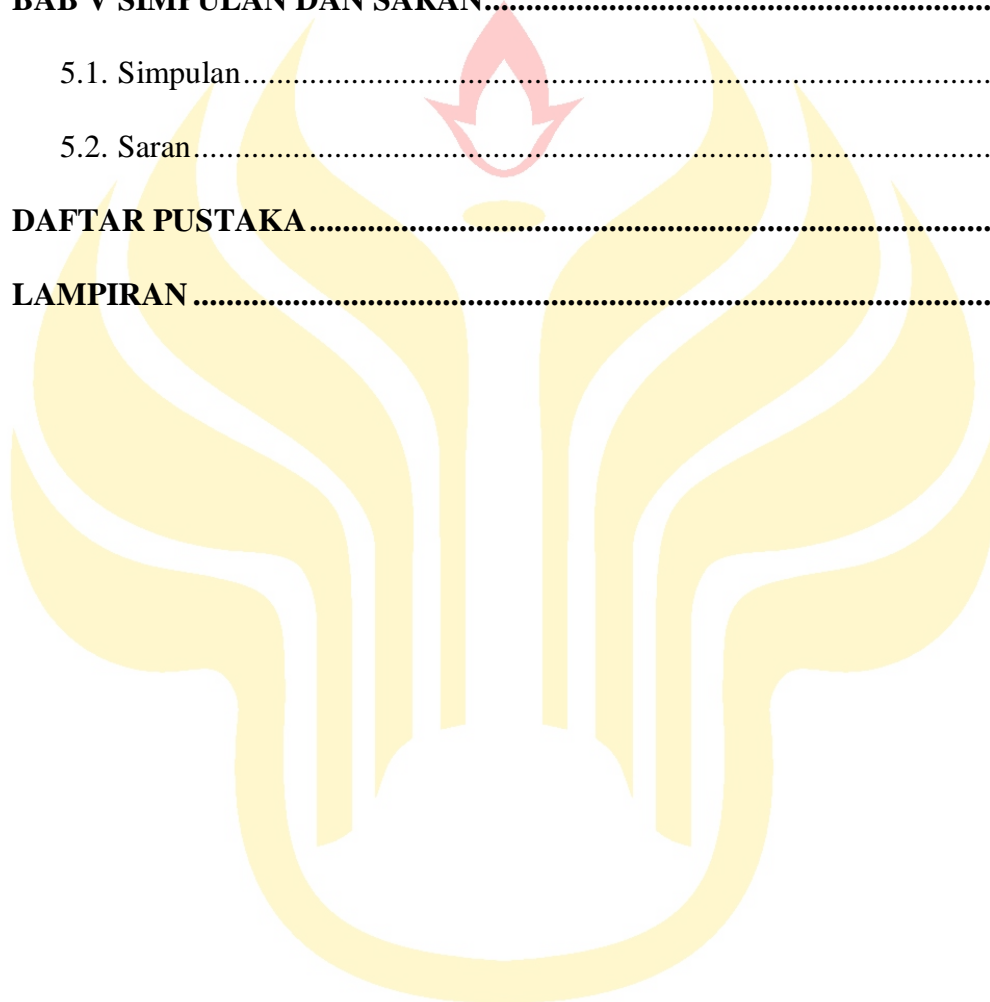 BAB V SIMPULAN DAN SARAN........................................................................
5.1. Simpulan.............................................................................................
5.2. Saran...................................................................................................
DAFTAR PUSTAKA..................................................................................
LAMPIRAN................................................................................................